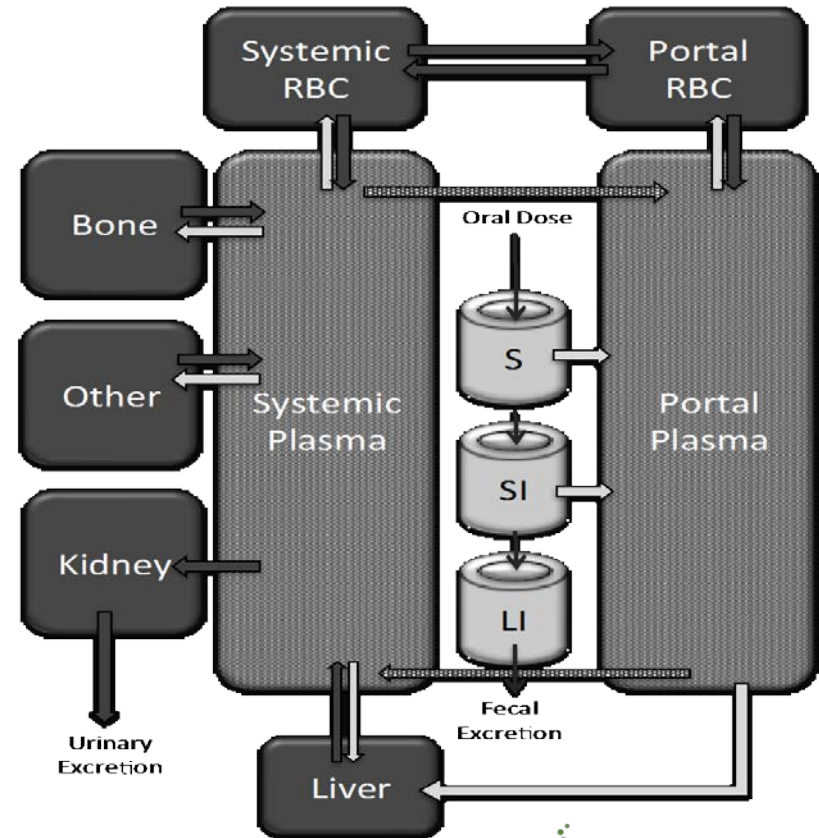 Systemic
RBC
Portal
RBC
Bone
Oral Dose
S
Other
Systemic
Plasma
Portal
Plasma
SI
Kidney
LI
Urinary
Excretion
Fecal
Excretion
Liver